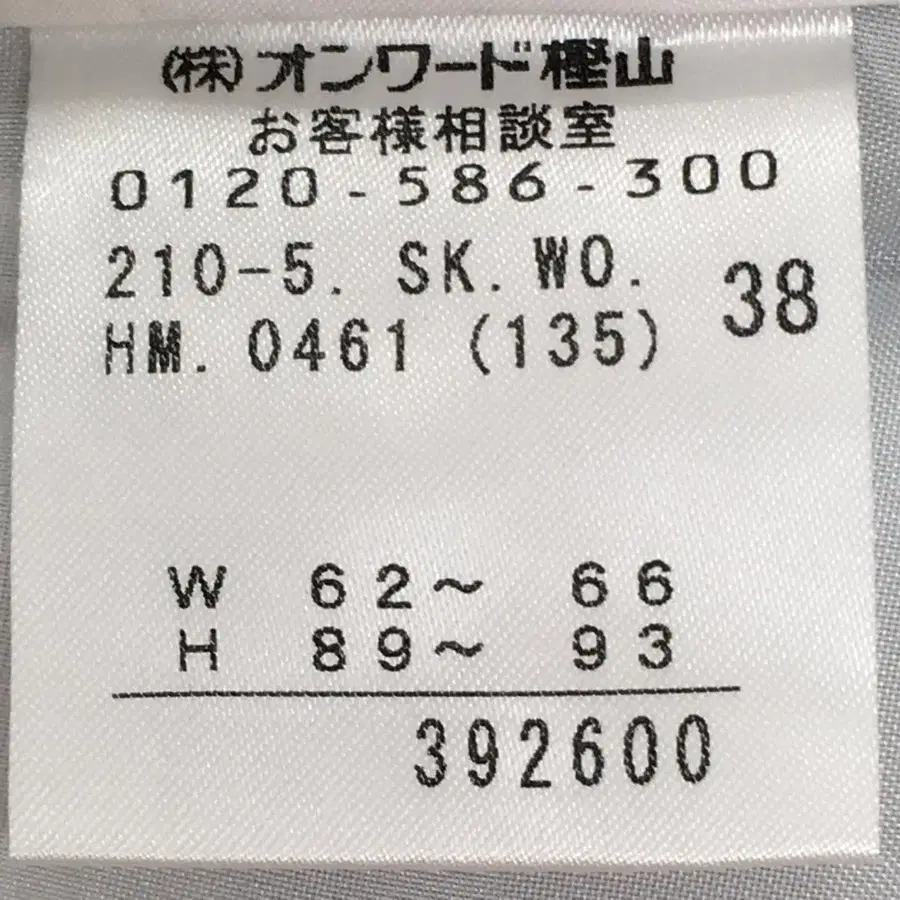 (株)オンワード樫山
お客様相談室
0120-586-300
210-5. SK. WO. 38
HM. 0461 (135)
W 62〜 66
H 89〜 93
392600